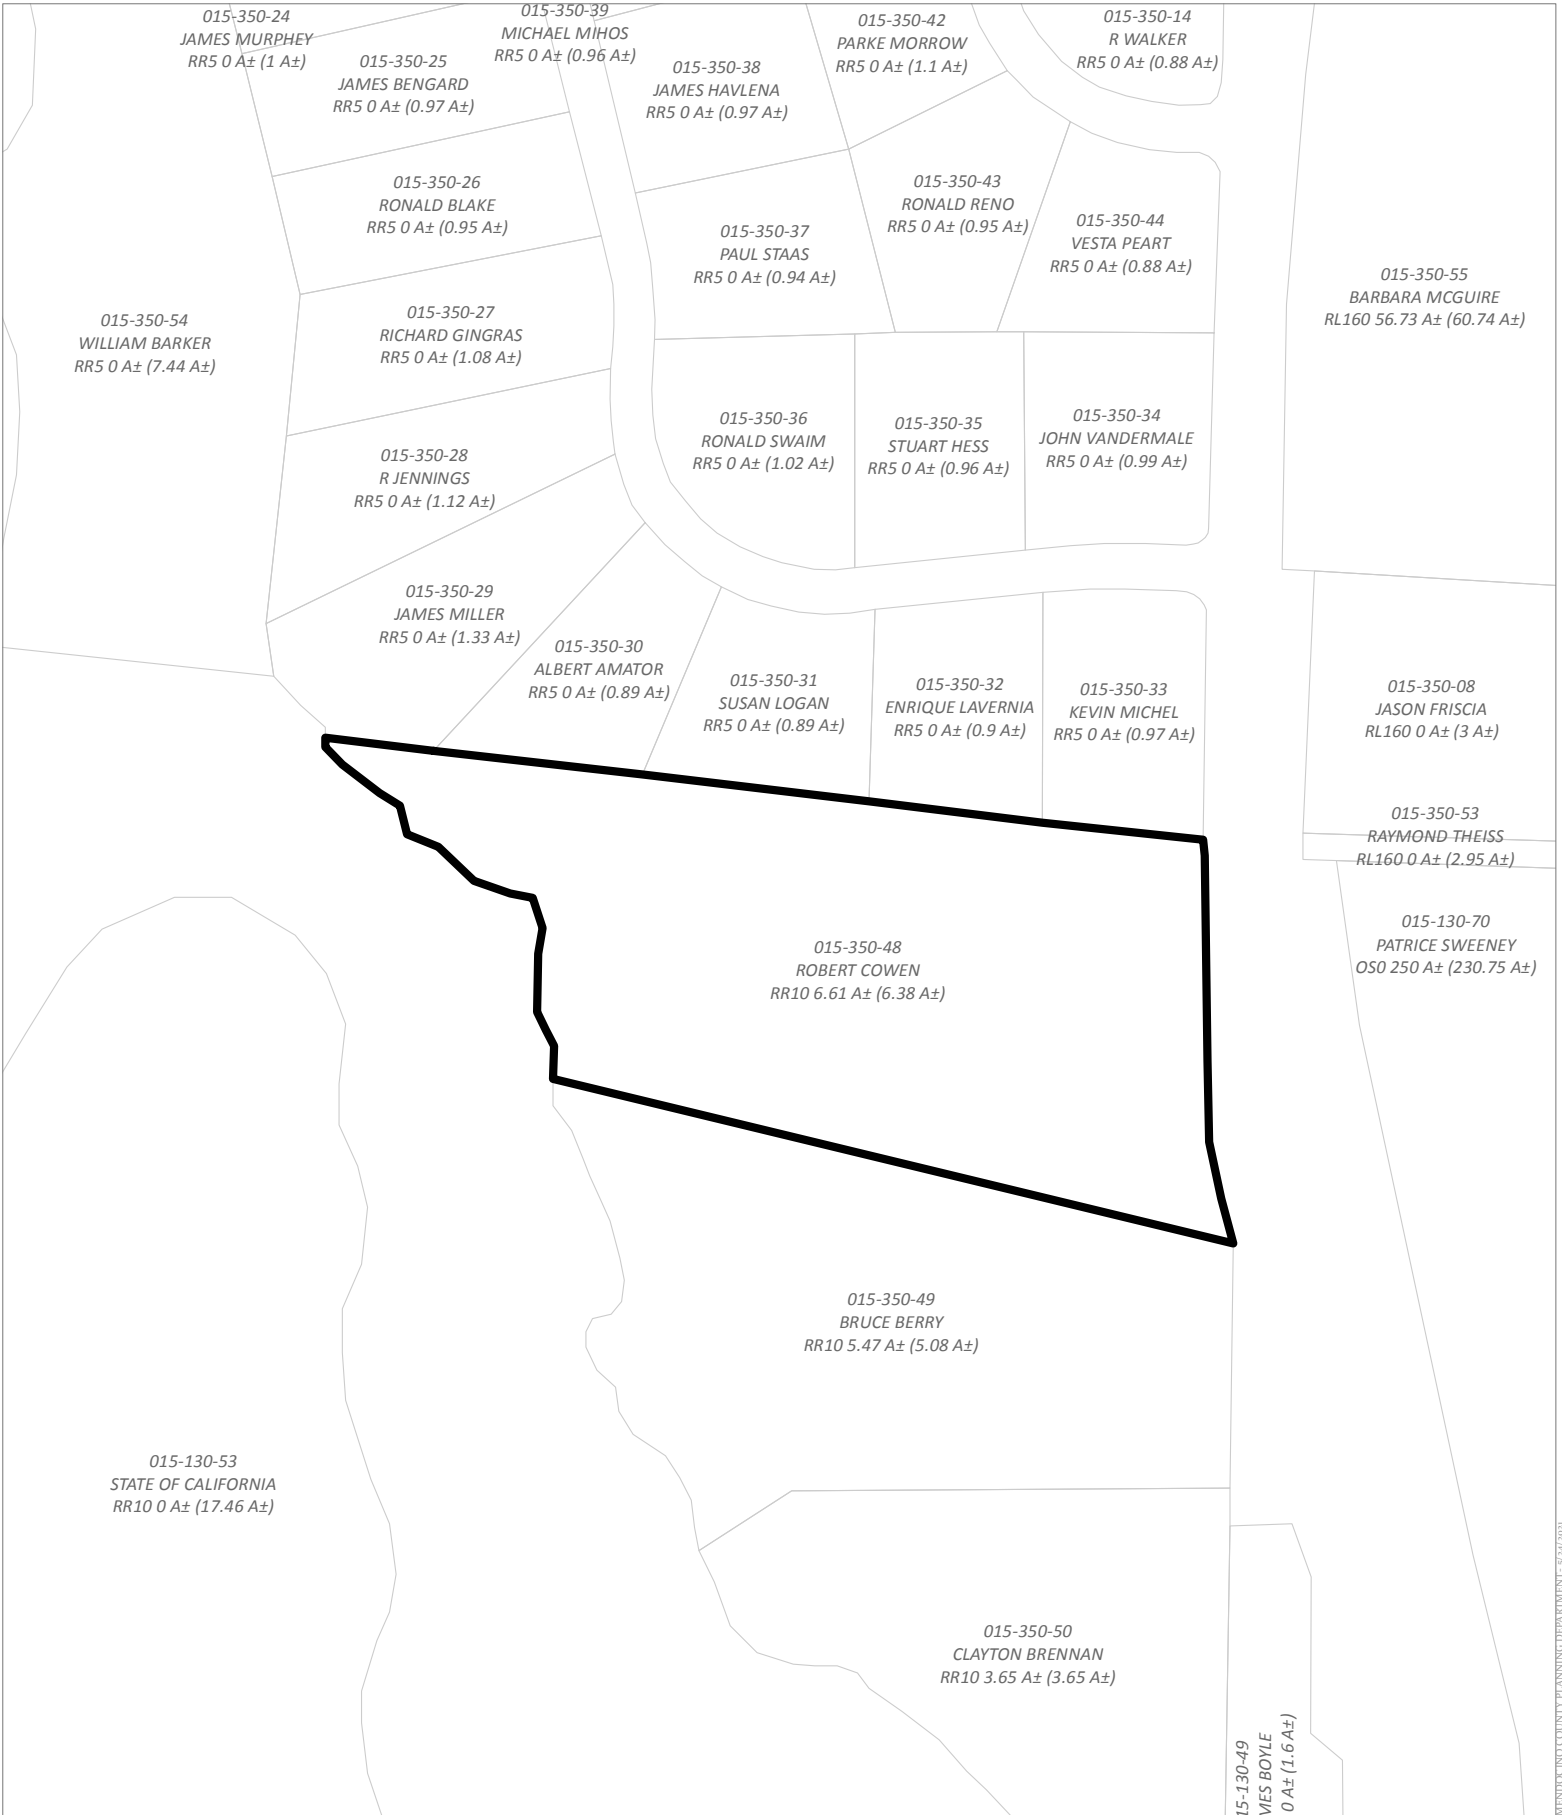 015-350-24
JAMES MURPHEY
RR5 0 A± (1 A±)
015-350-39
MICHAEL MIHOS
RR5 0 A± (0.96 A±)
015-350-42
PARKE MORROW
RR5 0 A± (1.1 A±)
015-350-14
R WALKER
RR5 0 A± (0.88 A±)
015-350-25
JAMES BENGARD
RR5 0 A± (0.97 A±)
015-350-38
JAMES HAVLENA
RR5 0 A± (0.97 A±)
015-350-26
RONALD BLAKE
RR5 0 A± (0.95 A±)
015-350-43
RONALD RENO
RR5 0 A± (0.95 A±)
015-350-37
PAUL STAAS
RR5 0 A± (0.94 A±)
015-350-44
VESTA PEART
RR5 0 A± (0.88 A±)
015-350-55
BARBARA MCGUIRE
RL160 56.73 A± (60.74 A±)
015-350-54
WILLIAM BARKER
RR5 0 A± (7.44 A±)
015-350-27
RICHARD GINGRAS
RR5 0 A± (1.08 A±)
015-350-36
RONALD SWAIM
RR5 0 A± (1.02 A±)
015-350-35
STUART HESS
RR5 0 A± (0.96 A±)
015-350-34
JOHN VANDERMALE
RR5 0 A± (0.99 A±)
015-350-28
R JENNINGS
RR5 0 A± (1.12 A±)
015-350-29
JAMES MILLER
RR5 0 A± (1.33 A±)
015-350-30
ALBERT AMATOR
RR5 0 A± (0.89 A±)
015-350-31
SUSAN LOGAN
RR5 0 A± (0.89 A±)
015-350-32
ENRIQUE LAVERNIA
RR5 0 A± (0.9 A±)
015-350-33
KEVIN MICHEL
RR5 0 A± (0.97 A±)
015-350-08
JASON FRISCIA
RL160 0 A± (3 A±)
015-350-53
RAYMOND THEISS
RL160 0 A± (2.95 A±)
015-130-70
PATRICE SWEENEY
OS0 250 A± (230.75 A±)
015-350-48
ROBERT COWEN
RR10 6.61 A± (6.38 A±)
015-350-49
BRUCE BERRY
RR10 5.47 A± (5.08 A±)
015-130-53
STATE OF CALIFORNIA
RR10 0 A± (17.46 A±)
015-350-50
CLAYTON BRENNAN
RR10 3.65 A± (3.65 A±)
15-130-49
MES BOYLE
0 A± (1.6 A±)
MENDOCINO COUNTY PLANNING DEPARTMENT - 5/24/2021